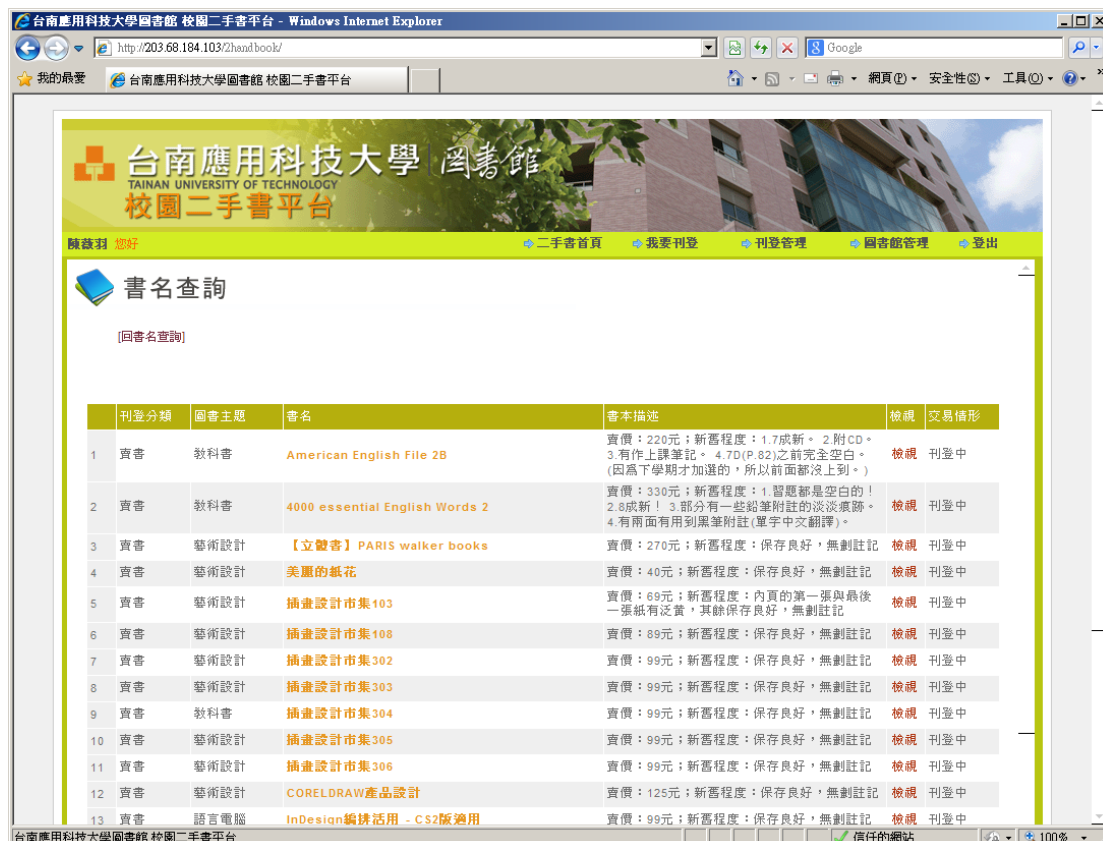 台南應用科技大學圖書館 校園二手書平台 - Windows Internet Explorer
http://203.68.184.103/2handbook/
Google
我的最愛
台南應用科技大學圖書館 校園二手書平台
網頁(P)
安全性(S)
工具(O)
台南應用科技大學 圖書館
TAINAN UNIVERSITY OF TECHNOLOGY
校園二手書平台
陳薇羽 您好
二手書首頁 我要刊登 刊登管理 圖書館管理 登出
書名查詢
[回書名查詢]
刊登分類 圖書主題 書名 書本描述 檢視 交易情形
1 賣書 教科書 American English File 2B 賣價：220元；新舊程度：1.7成新。 2.附CD。
3.有作上課筆記。 4.7D(P.82)之前完全空白。
(因為下學期才加選的，所以前面都沒上到。) 檢視 刊登中
2 賣書 教科書 4000 essential English Words 2 賣價：330元；新舊程度：1.習題都是空白的！
2.8成新！ 3.部分有一些鉛筆附註的淡淡痕跡。
4.有兩面有用到黑筆附註(單字中文翻譯)。 檢視 刊登中
3 賣書 藝術設計 【立體書】PARIS walker books 賣價：270元；新舊程度：保存良好，無劃註記 檢視 刊登中
4 賣書 藝術設計 美麗的紙花 賣價：40元；新舊程度：保存良好，無劃註記 檢視 刊登中
5 賣書 藝術設計 插畫設計市集103 賣價：69元；新舊程度：內頁的第一張與最後
一張紙有泛黃，其餘保存良好，無劃註記 檢視 刊登中
6 賣書 藝術設計 插畫設計市集108 賣價：89元；新舊程度：保存良好，無劃註記 檢視 刊登中
7 賣書 藝術設計 插畫設計市集302 賣價：99元；新舊程度：保存良好，無劃註記 檢視 刊登中
8 賣書 藝術設計 插畫設計市集303 賣價：99元；新舊程度：保存良好，無劃註記 檢視 刊登中
9 賣書 教科書 插畫設計市集304 賣價：99元；新舊程度：保存良好，無劃註記 檢視 刊登中
10 賣書 藝術設計 插畫設計市集305 賣價：99元；新舊程度：保存良好，無劃註記 檢視 刊登中
11 賣書 藝術設計 插畫設計市集306 賣價：99元；新舊程度：保存良好，無劃註記 檢視 刊登中
12 賣書 藝術設計 CORELDRAW產品設計 賣價：125元；新舊程度：保存良好，無劃註記 檢視 刊登中
13 賣書 語言電腦 InDesign編排活用 - CS2版適用 賣價：99元；新舊程度：保存良好，無劃註記 檢視 刊登中
台南應用科技大學圖書館 校園二手書平台
信任的網站
100%